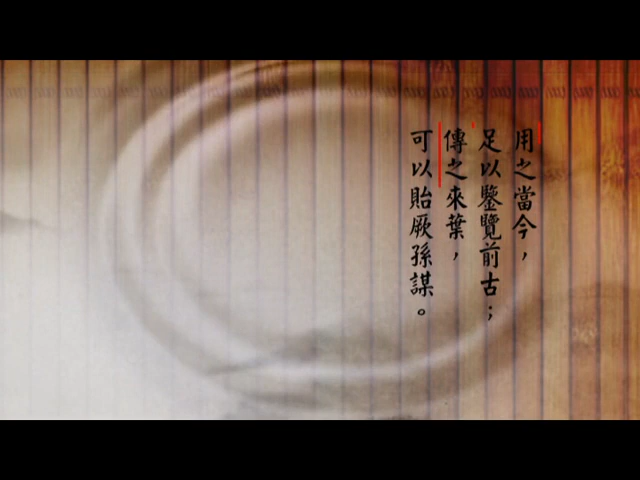 用之當今，
足以鑒覽前古；
傳之來葉，
可以貽厥孫謀。